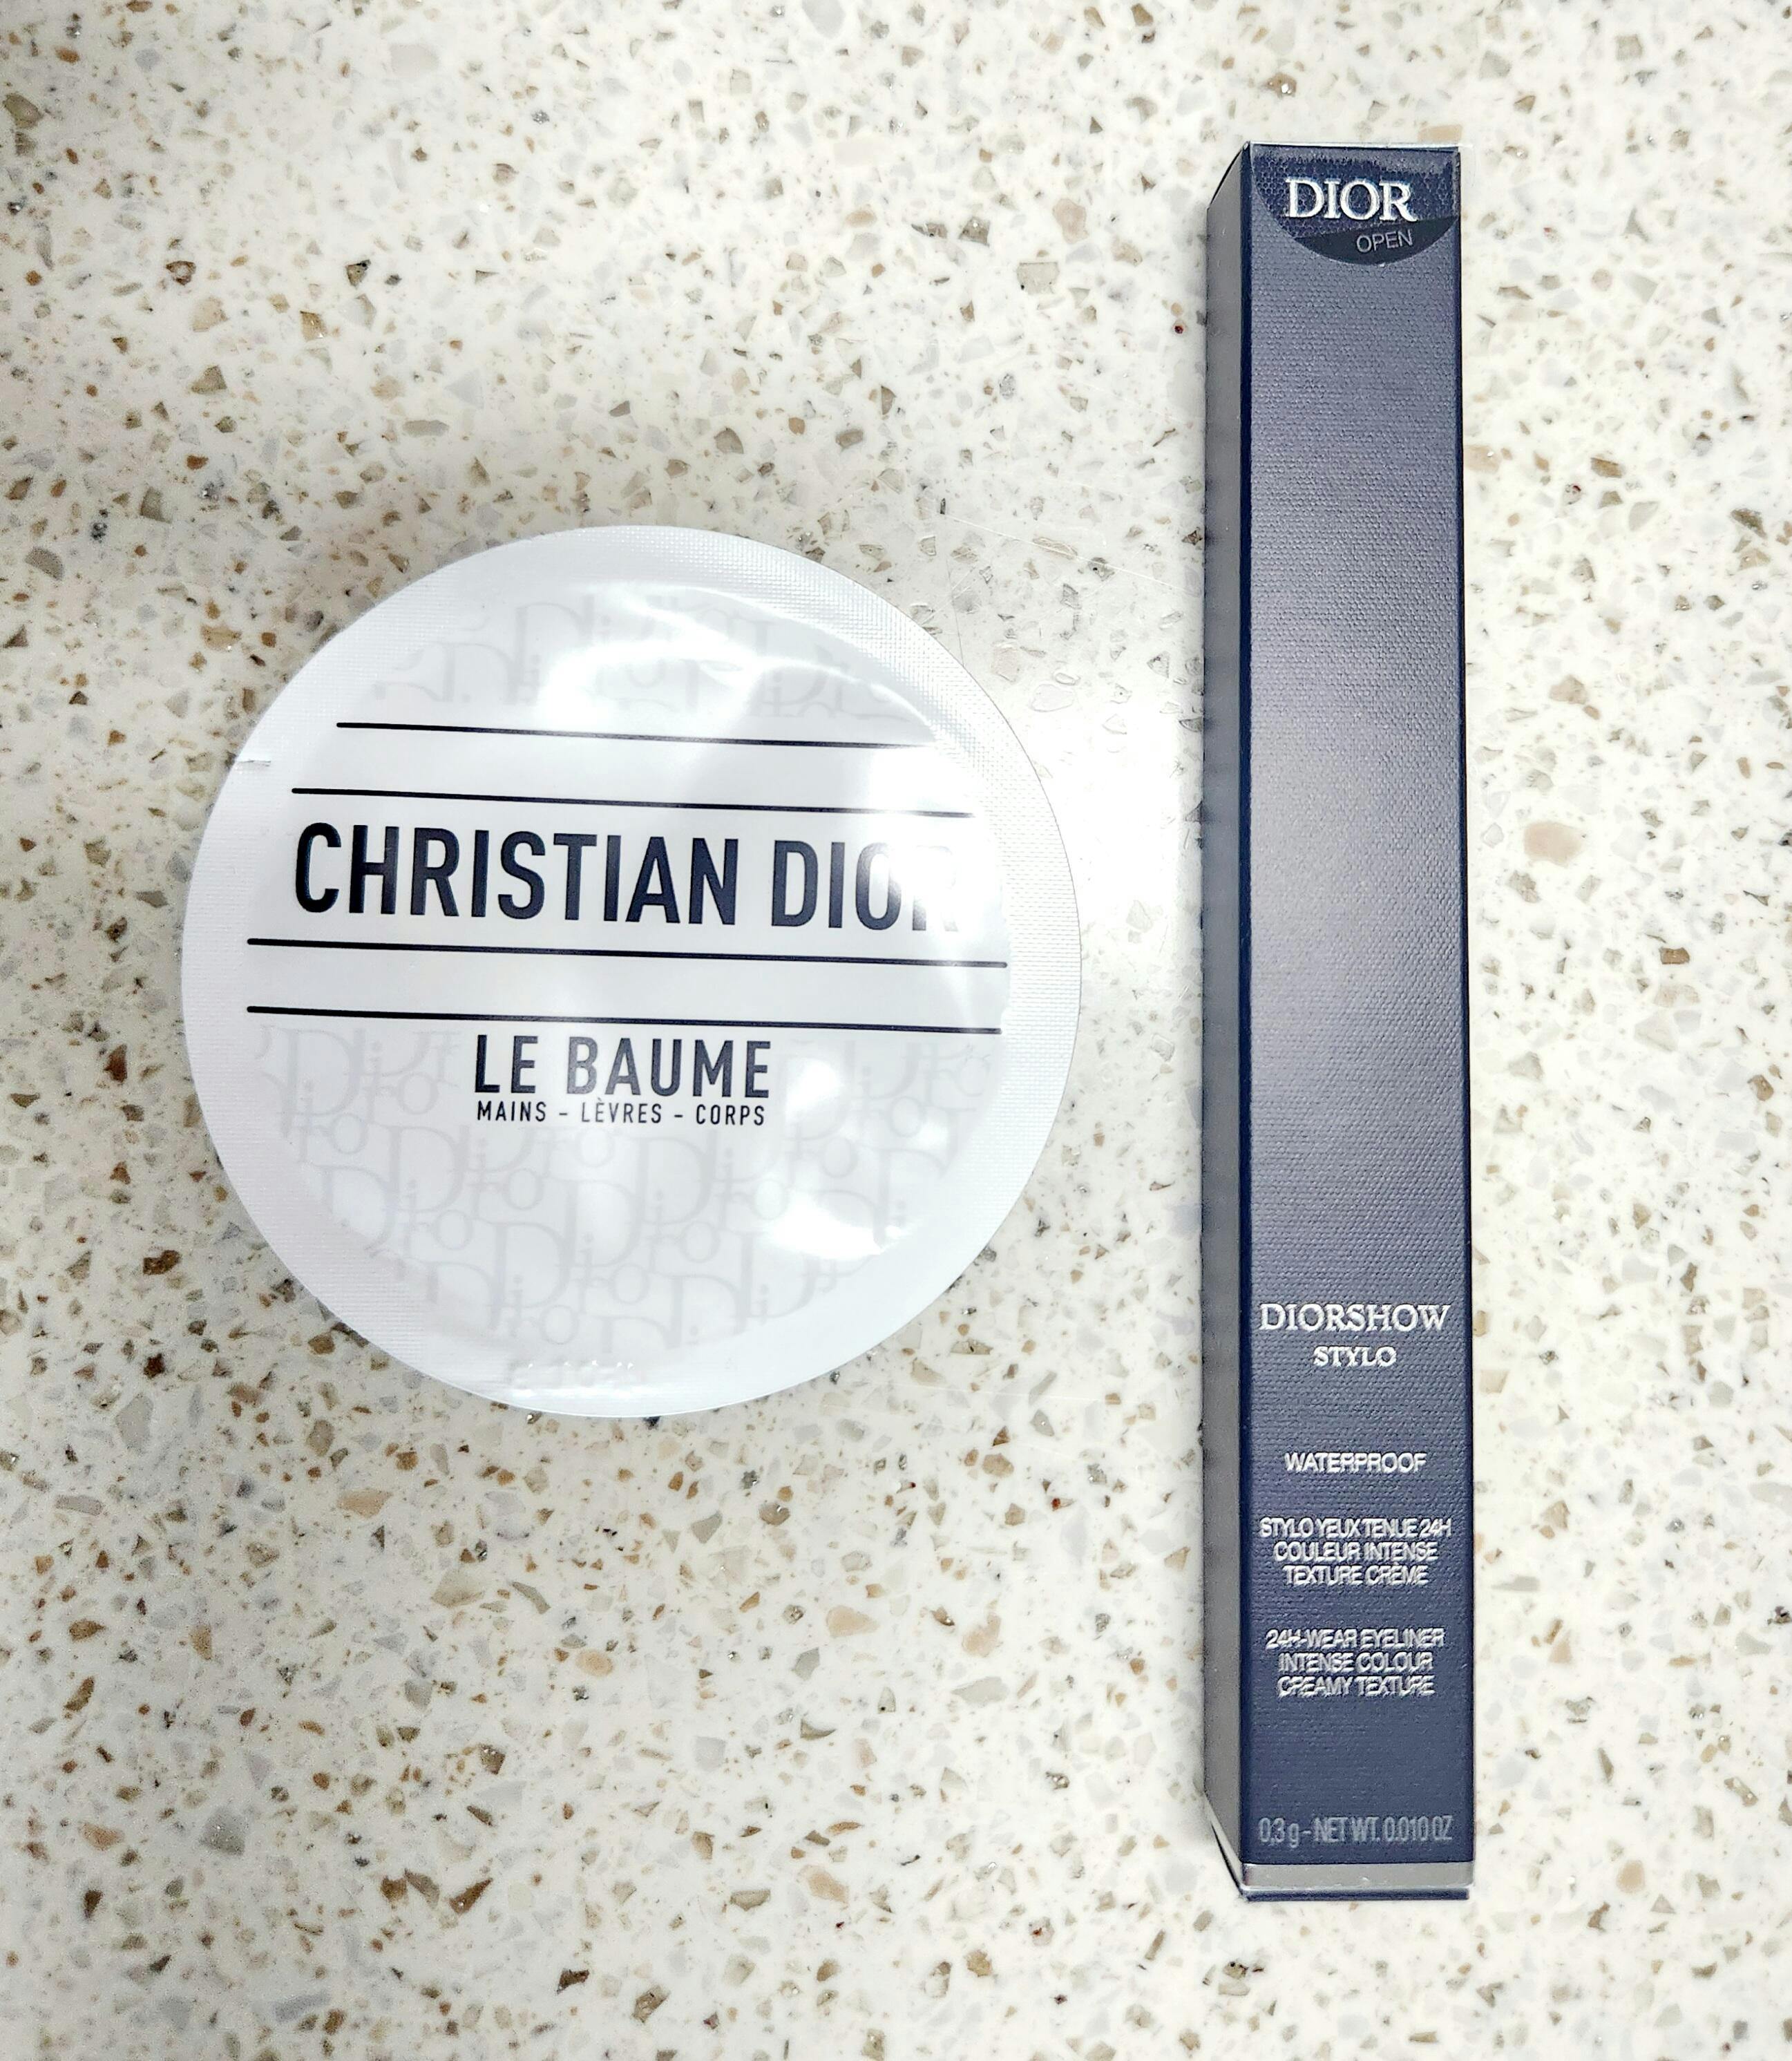 CHRISTIAN DIOR
LE BAUME
MAINS - LÈVRES - CORPS
DIOR
OPEN
DIORSHOW
STYLO
WATERPROOF
STYLO YEUX TENUE 24H
COULEUR INTENSE
TEXTURE CRÈME
24H-WEAR EYELINER
INTENSE COLOUR
CREAMY TEXTURE
0.3 g - NET WT. 0.010 OZ